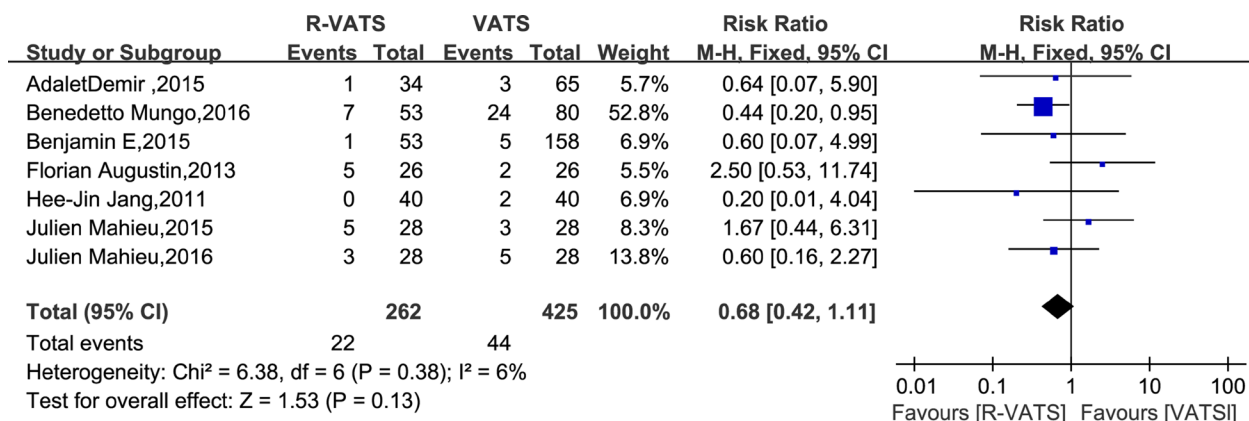 R-VATS VATS Risk Ratio Risk Ratio
Study or Subgroup Events Total Events Total Weight M-H, Fixed, 95% CI M-H, Fixed, 95% CI
AdaletDemir ,2015 1 34 3 65 5.7% 0.64 [0.07, 5.90]
Benedetto Mungo,2016 7 53 24 80 52.8% 0.44 [0.20, 0.95]
Benjamin E,2015 1 53 5 158 6.9% 0.60 [0.07, 4.99]
Florian Augustin,2013 5 26 2 26 5.5% 2.50 [0.53, 11.74]
Hee-Jin Jang,2011 0 40 2 40 6.9% 0.20 [0.01, 4.04]
Julien Mahieu,2015 5 28 3 28 8.3% 1.67 [0.44, 6.31]
Julien Mahieu,2016 3 28 5 28 13.8% 0.60 [0.16, 2.27]
Total (95% CI) 262 425 100.0% 0.68 [0.42, 1.11]
Total events 22 44
Heterogeneity: Chi² = 6.38, df = 6 (P = 0.38); I² = 6%
Test for overall effect: Z = 1.53 (P = 0.13)
0.01 0.1 1 10 100
Favours [R-VATS] Favours [VATS]